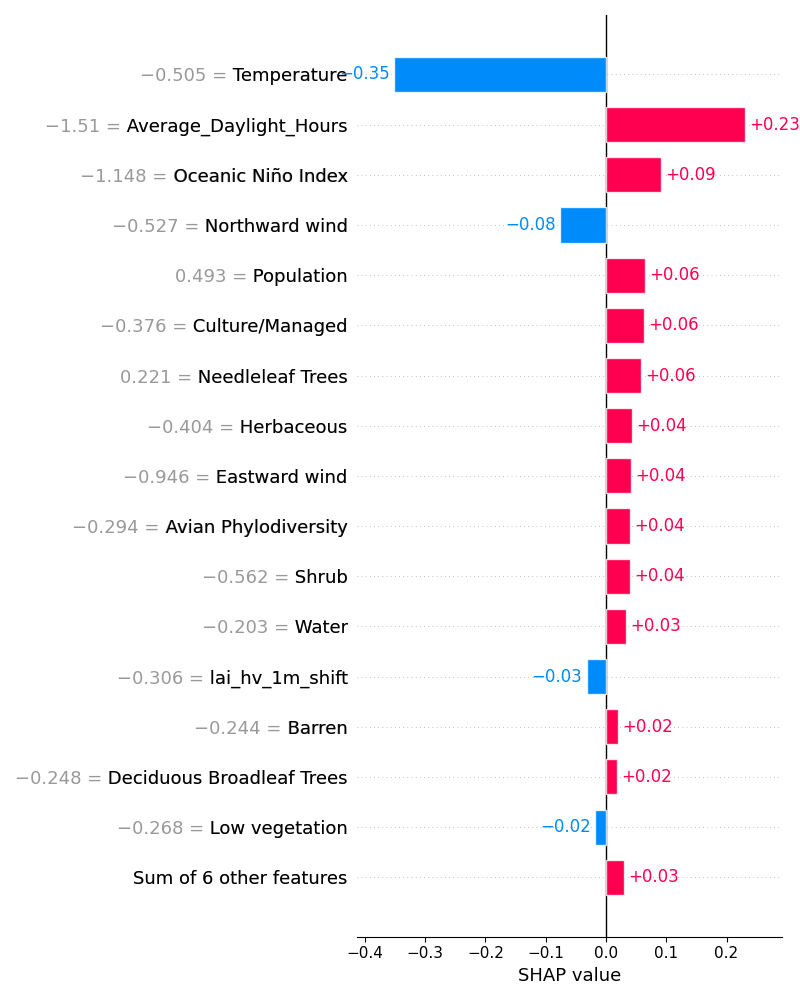 −0.505 = Temperature −0.35
−1.51 = Average_Daylight_Hours +0.23
−1.148 = Oceanic Niño Index +0.09
−0.527 = Northward wind −0.08
0.493 = Population +0.06
−0.376 = Culture/Managed +0.06
0.221 = Needleleaf Trees +0.06
−0.404 = Herbaceous +0.04
−0.946 = Eastward wind +0.04
−0.294 = Avian Phylodiversity +0.04
−0.562 = Shrub +0.04
−0.203 = Water +0.03
−0.306 = lai_hv_1m_shift −0.03
−0.244 = Barren +0.02
−0.248 = Deciduous Broadleaf Trees +0.02
−0.268 = Low vegetation −0.02
Sum of 6 other features +0.03
−0.4 −0.3 −0.2 −0.1 0.0 0.1 0.2
SHAP value